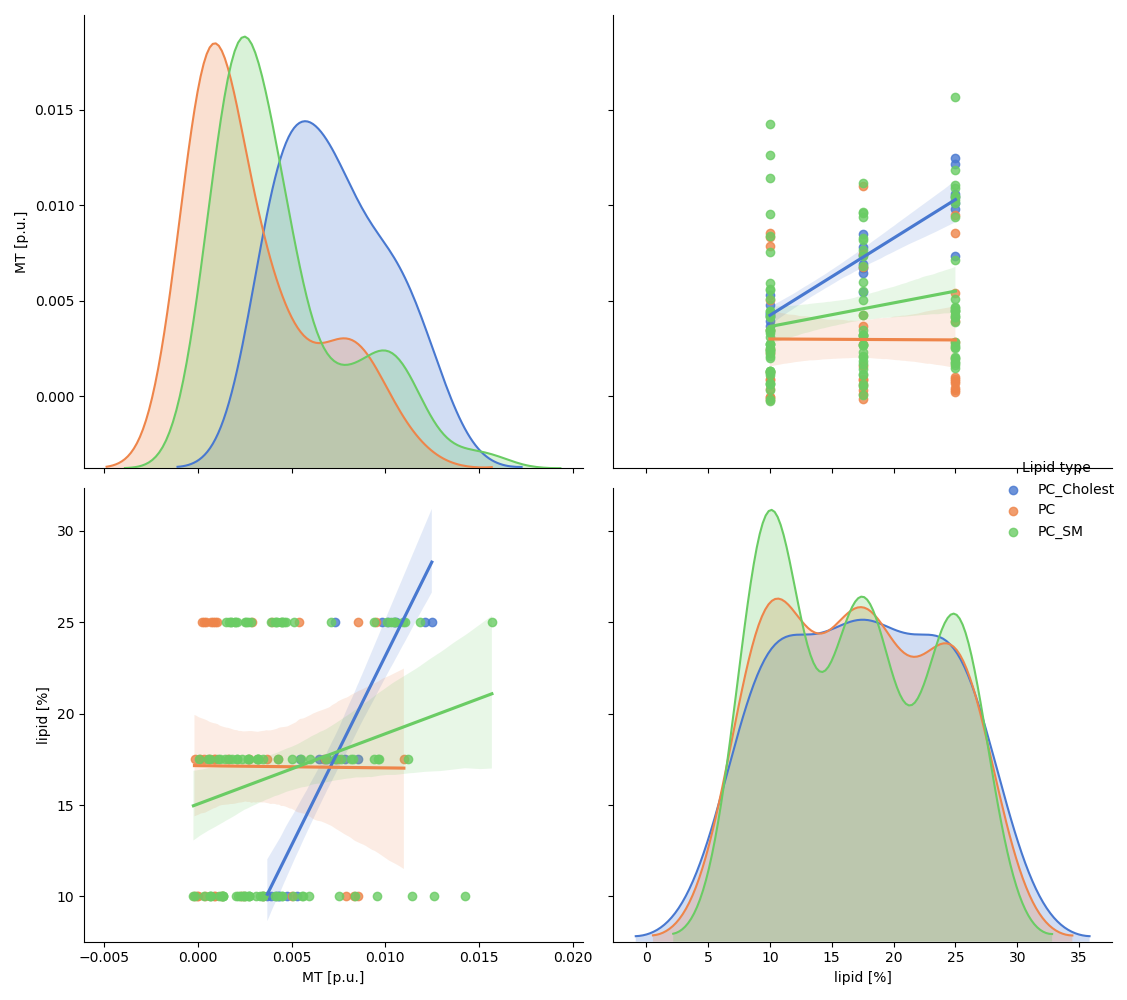 0.015
0.010
0.005
0.000
MT [p.u.]
Lipid type
PC_Cholest
PC
PC_SM
30
25
20
15
10
lipid [%]
−0.005 0.000 0.005 0.010 0.015 0.020
MT [p.u.]
0 5 10 15 20 25 30 35
lipid [%]